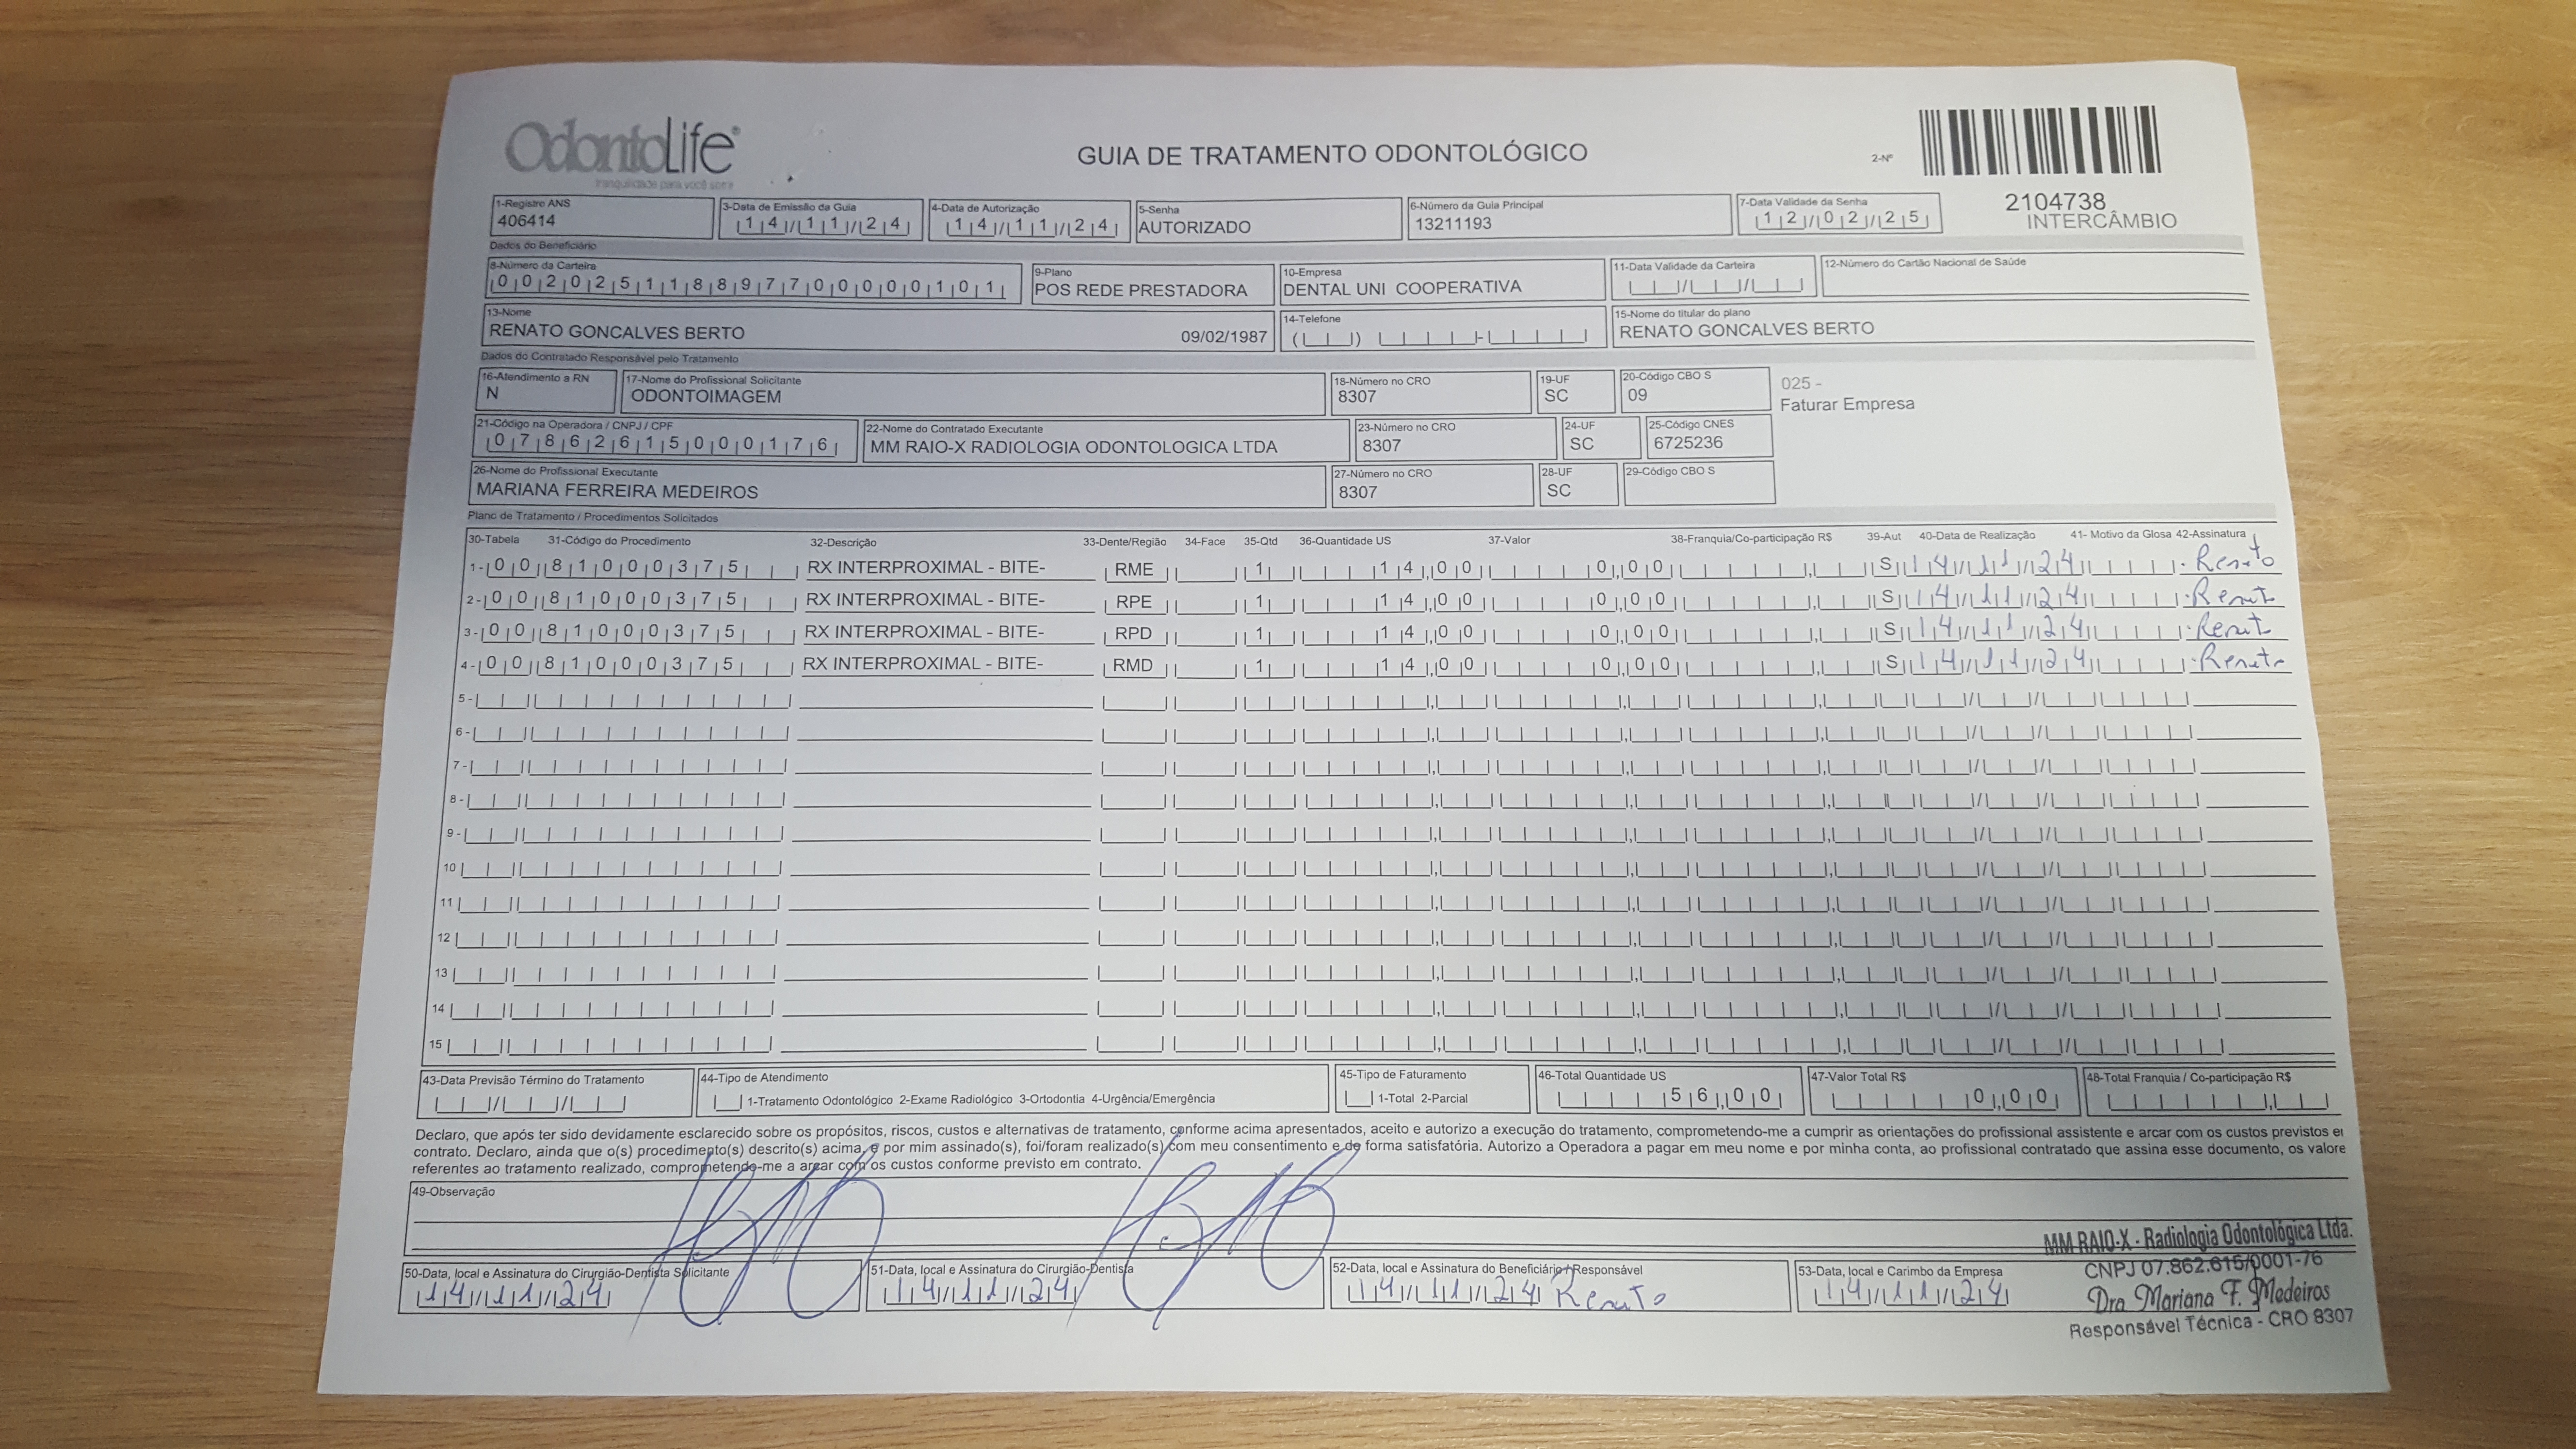 OdontoLife®
tranquilidade para você sorrir
GUIA DE TRATAMENTO ODONTOLÓGICO
2-Nº
2104738
INTERCÂMBIO
1-Registro ANS
406414
3-Data de Emissão da Guia
14/11/24
4-Data de Autorização
14/11/24
5-Senha
AUTORIZADO
6-Número da Guia Principal
13211193
7-Data Validade da Senha
12/02/25
Dados do Beneficiário
8-Número da Carteira
00202511889770000101
9-Plano
POS REDE PRESTADORA
10-Empresa
DENTAL UNI COOPERATIVA
11-Data Validade da Carteira
12-Número do Cartão Nacional de Saúde
13-Nome
RENATO GONCALVES BERTO 09/02/1987
14-Telefone
15-Nome do titular do plano
RENATO GONCALVES BERTO
Dados do Contratado Responsável pelo Tratamento
16-Atendimento a RN
N
17-Nome do Profissional Solicitante
ODONTOIMAGEM
18-Número no CRO
8307
19-UF
SC
20-Código CBO S
09
025 -
Faturar Empresa
21-Código na Operadora / CNPJ / CPF
07862615000176
22-Nome do Contratado Executante
MM RAIO-X RADIOLOGIA ODONTOLOGICA LTDA
23-Número no CRO
8307
24-UF
SC
25-Código CNES
6725236
26-Nome do Profissional Executante
MARIANA FERREIRA MEDEIROS
27-Número no CRO
8307
28-UF
SC
29-Código CBO S
Plano de Tratamento / Procedimentos Solicitados
30-Tabela 31-Código do Procedimento 32-Descrição 33-Dente/Região 34-Face 35-Qtd 36-Quantidade US 37-Valor 38-Franquia/Co-participação R$ 39-Aut 40-Data de Realização 41- Motivo da Glosa 42-Assinatura
1- 00 81000375 RX INTERPROXIMAL - BITE- RME 1 14,00 0,00 S 14/11/24 Renato
2- 00 81000375 RX INTERPROXIMAL - BITE- RPE 1 14,00 0,00 S 14/11/24 Renato
3- 00 81000375 RX INTERPROXIMAL - BITE- RPD 1 14,00 0,00 S 14/11/24 Renato
4- 00 81000375 RX INTERPROXIMAL - BITE- RMD 1 14,00 0,00 S 14/11/24 Renato
5-
6-
7-
8-
9-
10
11
12
13
14
15
43-Data Previsão Término do Tratamento
44-Tipo de Atendimento
1-Tratamento Odontológico 2-Exame Radiológico 3-Ortodontia 4-Urgência/Emergência
45-Tipo de Faturamento
1-Total 2-Parcial
46-Total Quantidade US
56,00
47-Valor Total R$
0,00
48-Total Franquia / Co-participação R$
Declaro, que após ter sido devidamente esclarecido sobre os propósitos, riscos, custos e alternativas de tratamento, conforme acima apresentados, aceito e autorizo a execução do tratamento, comprometendo-me a cumprir as orientações do profissional assistente e arcar com os custos previstos e
contrato. Declaro, ainda que o(s) procedimento(s) descrito(s) acima, e por mim assinado(s), foi/foram realizado(s) com meu consentimento e de forma satisfatória. Autorizo a Operadora a pagar em meu nome e por minha conta, ao profissional contratado que assina esse documento, os valore
referentes ao tratamento realizado, comprometendo-me a arcar com os custos conforme previsto em contrato.
49-Observação
50-Data, local e Assinatura do Cirurgião-Dentista Solicitante
14/11/24
51-Data, local e Assinatura do Cirurgião-Dentista
14/11/24
52-Data, local e Assinatura do Beneficiário / Responsável
14/11/24 Renato
53-Data, local e Carimbo da Empresa
14/11/24
MM RAIO-X - Radiologia Odontológica Ltda.
CNPJ 07.862.615/0001-76
Dra Mariana F. Medeiros
Responsável Técnica - CRO 8307